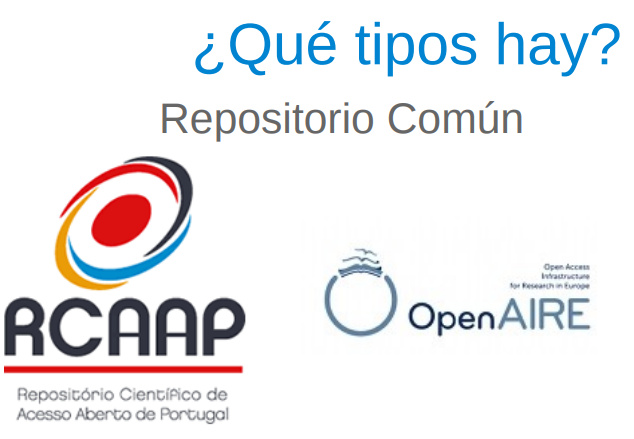 ¿Qué tipos hay?
Repositorio Común
RCAAP
Repositório Científico de
Acesso Aberto de Portugal
Open Access
Infrastructure
for Research in Europe
OpenAIRE